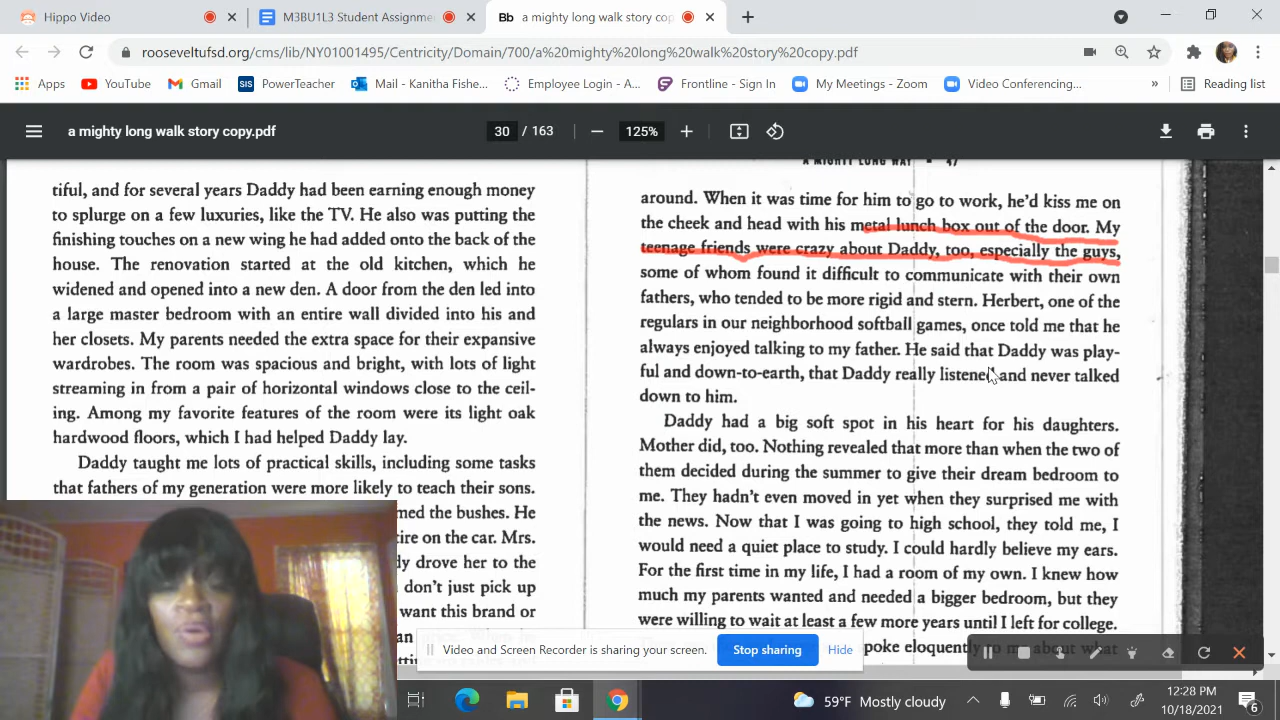 Hippo Video
M3BU1L3 Student Assignme
a mighty long walk story cop
rooseveltufsd.org/cms/lib/NY01001495/Centricity/Domain/700/a%20mighty%20long%20walk%20story%20copy.pdf
Apps YouTube Gmail SIS PowerTeacher Mail - Kanitha Fishe... Employee Login - A... Frontline - Sign In My Meetings - Zoom Video Conferencing... » Reading list
a mighty long walk story copy.pdf
30 / 163
125%
A MIGHTY LONG WAY 47
tiful, and for several years Daddy had been earning enough money
to splurge on a few luxuries, like the TV. He also was putting the
finishing touches on a new wing he had added onto the back of the
house. The renovation started at the old kitchen, which he
widened and opened into a new den. A door from the den led into
a large master bedroom with an entire wall divided into his and
her closets. My parents needed the extra space for their expansive
wardrobes. The room was spacious and bright, with lots of light
streaming in from a pair of horizontal windows close to the ceil-
ing. Among my favorite features of the room were its light oak
hardwood floors, which I had helped Daddy lay.
Daddy taught me lots of practical skills, including some tasks
that fathers of my generation were more likely to teach their sons.
med the bushes. He
ire on the car. Mrs.
dy drove her to the
don't just pick up
want this brand or
around. When it was time for him to go to work, he'd kiss me on
the cheek and head with his metal lunch box out of the door. My
teenage friends were crazy about Daddy, too, especially the guys,
some of whom found it difficult to communicate with their own
fathers, who tended to be more rigid and stern. Herbert, one of the
regulars in our neighborhood softball games, once told me that he
always enjoyed talking to my father. He said that Daddy was play-
ful and down-to-earth, that Daddy really listened and never talked
down to him.
Daddy had a big soft spot in his heart for his daughters.
Mother did, too. Nothing revealed that more than when the two of
them decided during the summer to give their dream bedroom to
me. They hadn't even moved in yet when they surprised me with
the news. Now that I was going to high school, they told me, I
would need a quiet place to study. I could hardly believe my ears.
For the first time in my life, I had a room of my own. I knew how
much my parents wanted and needed a bigger bedroom, but they
were willing to wait at least a few more years until I left for college.
poke eloquently to me about what
Video and Screen Recorder is sharing your screen. Stop sharing Hide
59°F Mostly cloudy
12:28 PM
10/18/2021
6